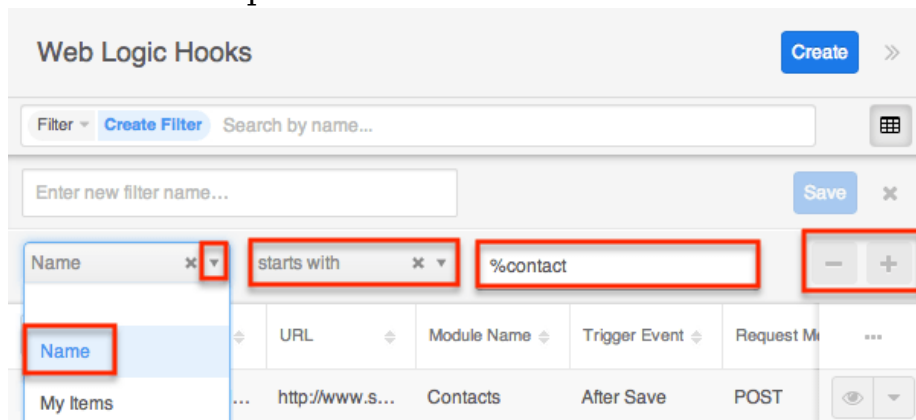 Web Logic Hooks
Create
Filter Create Filter Search by name...
Enter new filter name...
Save
Name
starts with
%contact
Name
My Items
URL
Module Name
Trigger Event
Request
http://www.s...
Contacts
After Save
POST